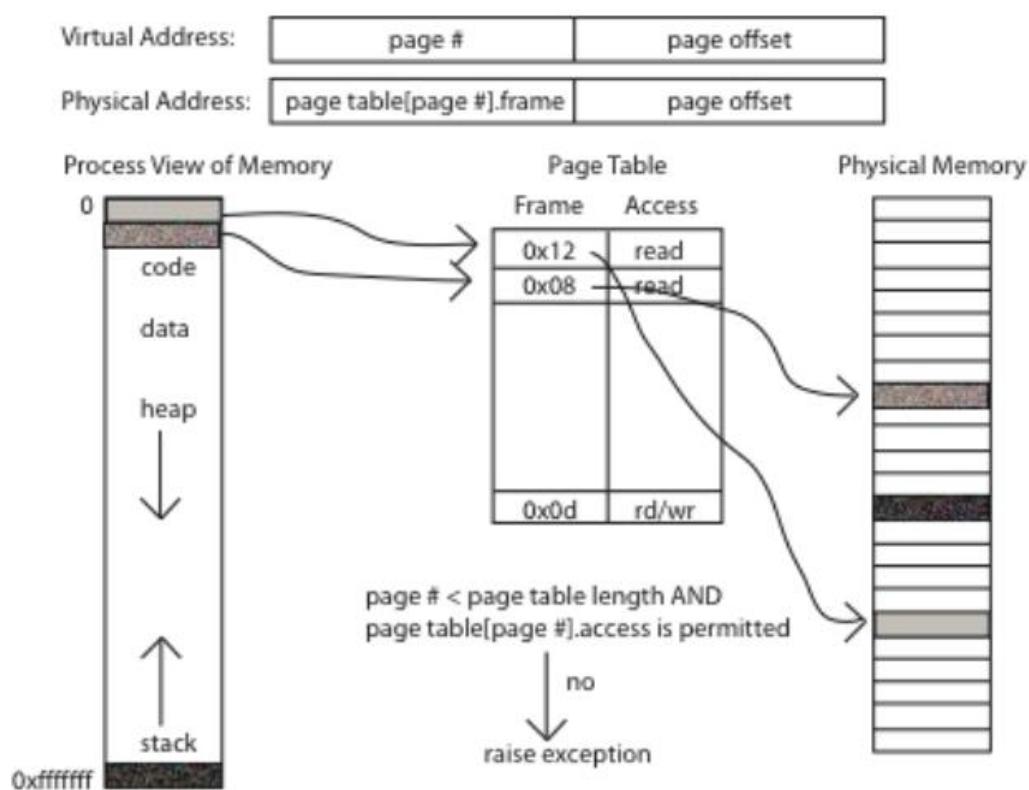 Virtual Address: page # page offset
Physical Address: page table[page #].frame page offset
Process View of Memory Page Table Physical Memory
0 Frame Access
0x12 read
code 0x08 read
data
heap
0x0d rd/wr
page # < page table length AND
page table[page #].access is permitted
no
stack raise exception
0xfffffff